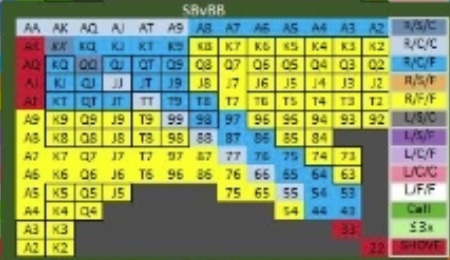 SBvBB
AA AK AQ AJ AT A9 A8 A7 A6 A5 A4 A3 A2 R/S/C
AK KK KQ KJ KT K9 K8 K7 K6 K5 K4 K3 K2 R/C/C
AQ KQ QQ QJ QT Q9 Q8 Q7 Q6 Q5 Q4 Q3 Q2 R/C/F
AJ KJ QJ JJ JT J9 J8 J7 J6 J5 J4 J3 J2 R/S/F
AT KT QT JT TT T9 T8 T7 T6 T5 T4 T3 T2 R/F/F
A9 K9 Q9 J9 T9 99 98 97 96 95 94 93 92 L/S/C
A8 K8 Q8 J8 T8 98 88 87 86 85 84 L/S/F
A7 K7 Q7 J7 T7 97 87 77 76 75 74 73 L/C/F
A6 K6 Q6 J6 T6 96 86 76 66 65 64 63 L/C/C
A5 K5 Q5 J5 75 65 55 54 53 L/F/F
A4 K4 Q4 54 44 43 Call
A3 K3 33 ≤3x
A2 K2 22 SHOVE